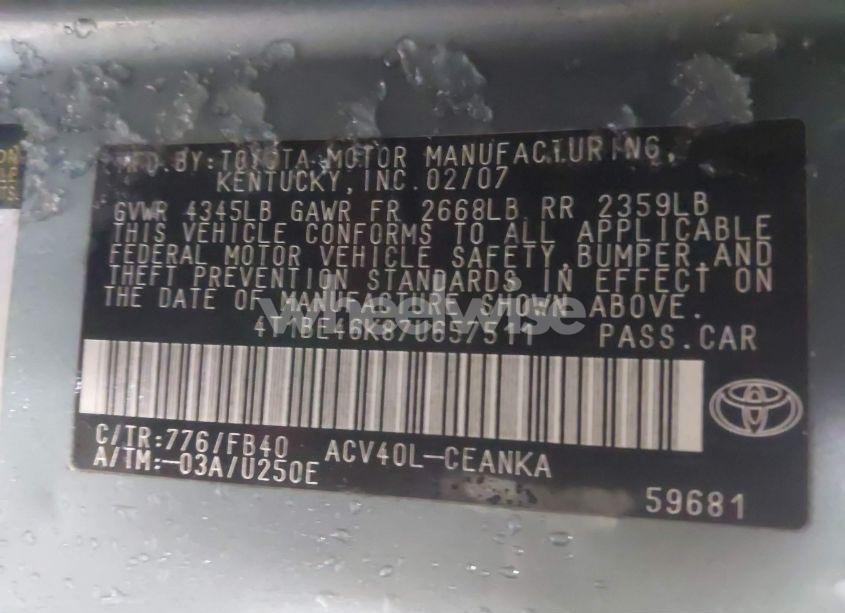 MFD.BY:TOYOTA MOTOR MANUFACTURING,
KENTUCKY, INC. 02/07
GVWR 4345LB GAWR FR 2668LB RR 2359LB
THIS VEHICLE CONFORMS TO ALL APPLICABLE
FEDERAL MOTOR VEHICLE SAFETY, BUMPER, AND
THEFT PREVENTION STANDARDS IN EFFECT ON
THE DATE OF MANUFACTURE SHOWN ABOVE.
wheelwise
4T1BE46K87U657511 PASS.CAR
C/TR:776/FB40 ACV40L-CEANKA
A/TM:-03A/U250E
59681